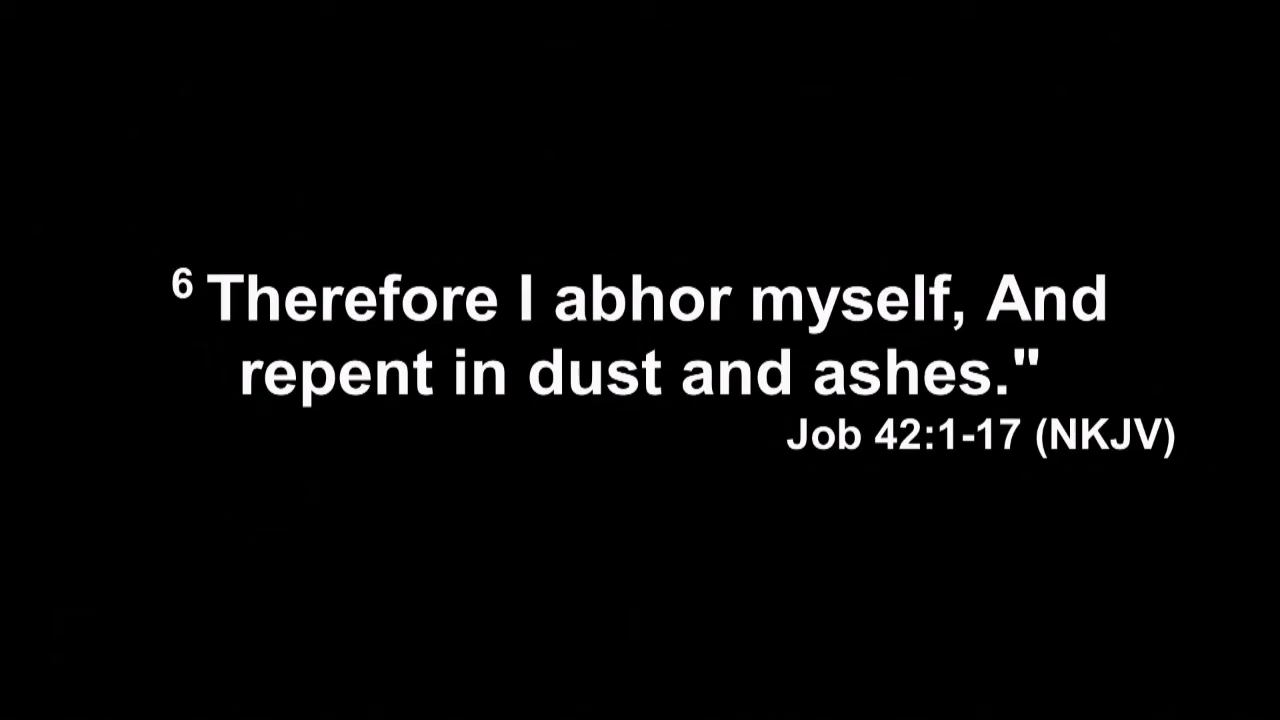 6 Therefore I abhor myself, And
repent in dust and ashes."
Job 42:1-17 (NKJV)